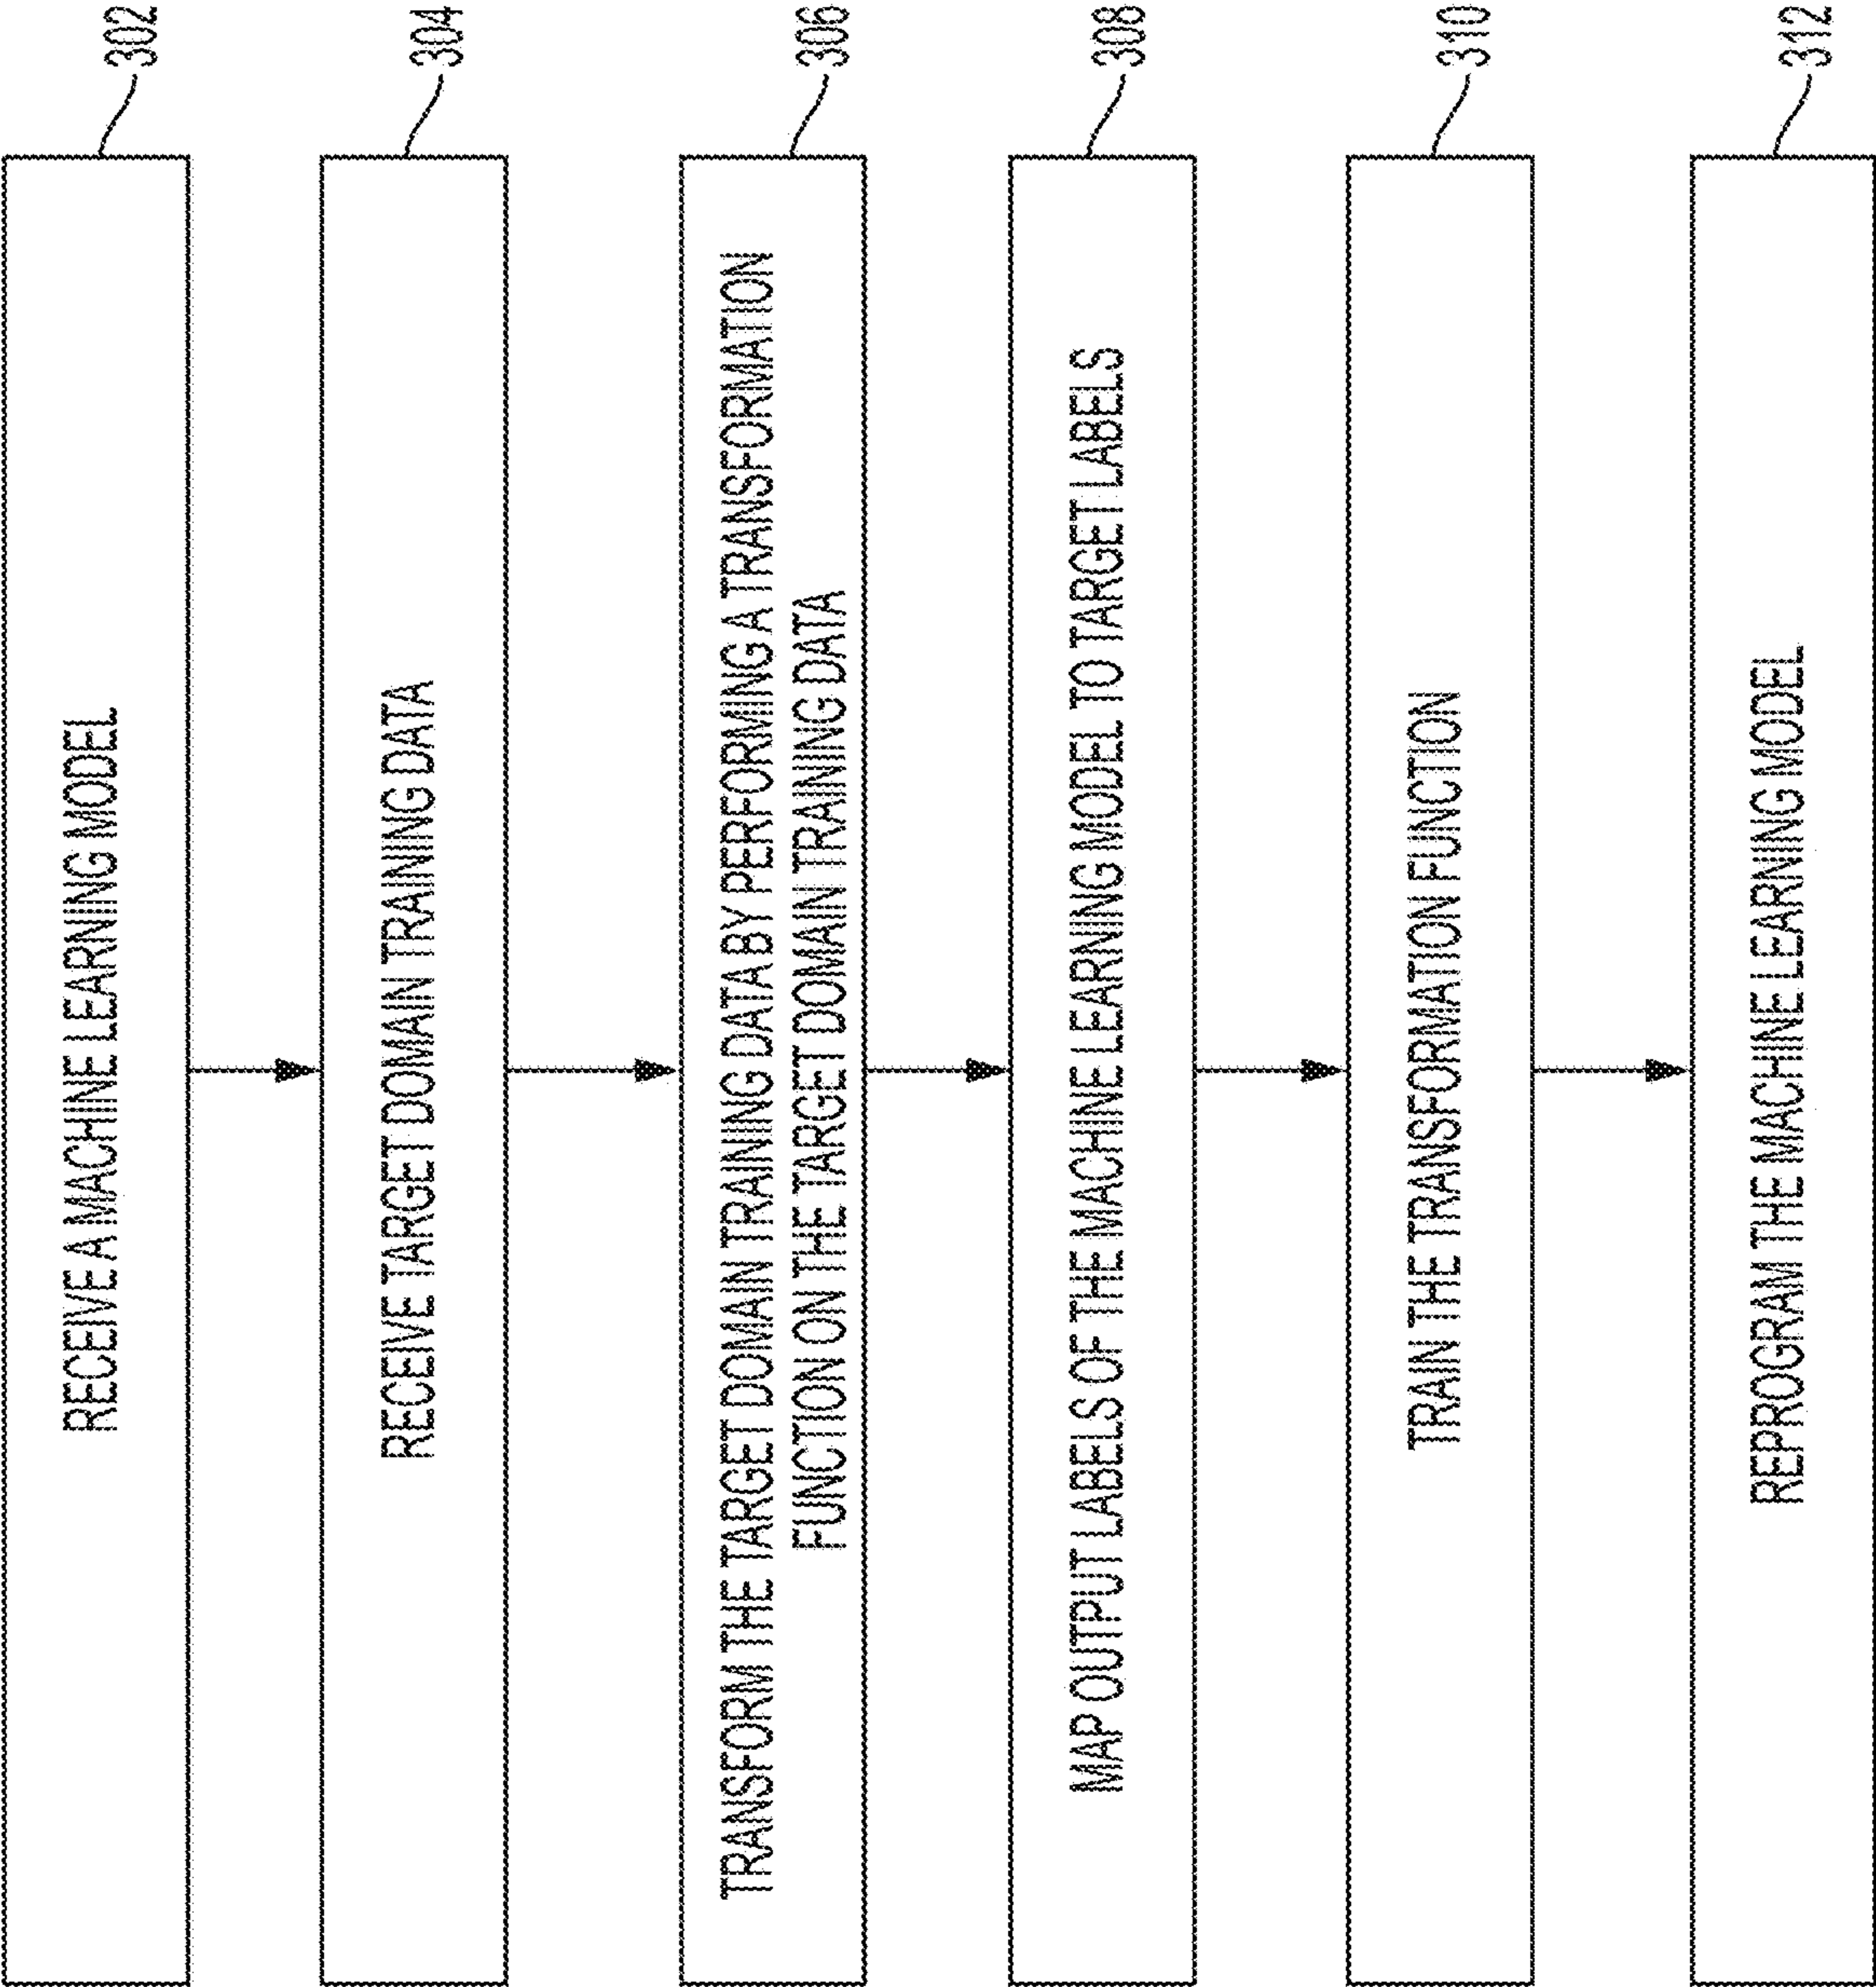 RECEIVE A MACHINE LEARNING MODEL
302
RECEIVE TARGET DOMAIN TRAINING DATA
304
TRANSFORM THE TARGET DOMAIN TRAINING DATA BY PERFORMING A TRANSFORMATION
FUNCTION ON THE TARGET DOMAIN TRAINING DATA
306
MAP OUTPUT LABELS OF THE MACHINE LEARNING MODEL TO TARGET LABELS
308
TRAIN THE TRANSFORMATION FUNCTION
310
REPROGRAM THE MACHINE LEARNING MODEL
312